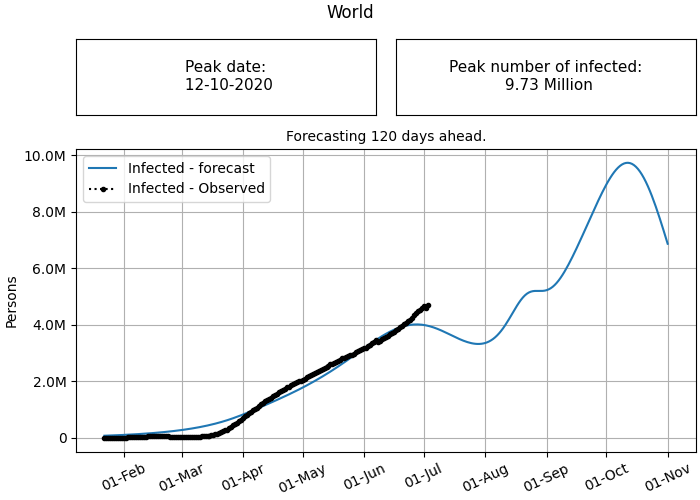 World
Peak date:
12-10-2020
Peak number of infected:
9.73 Million
Forecasting 120 days ahead.
Infected - forecast
Infected - Observed
Persons
10.0M
8.0M
6.0M
4.0M
2.0M
0
01-Feb
01-Mar
01-Apr
01-May
01-Jun
01-Jul
01-Aug
01-Sep
01-Oct
01-Nov